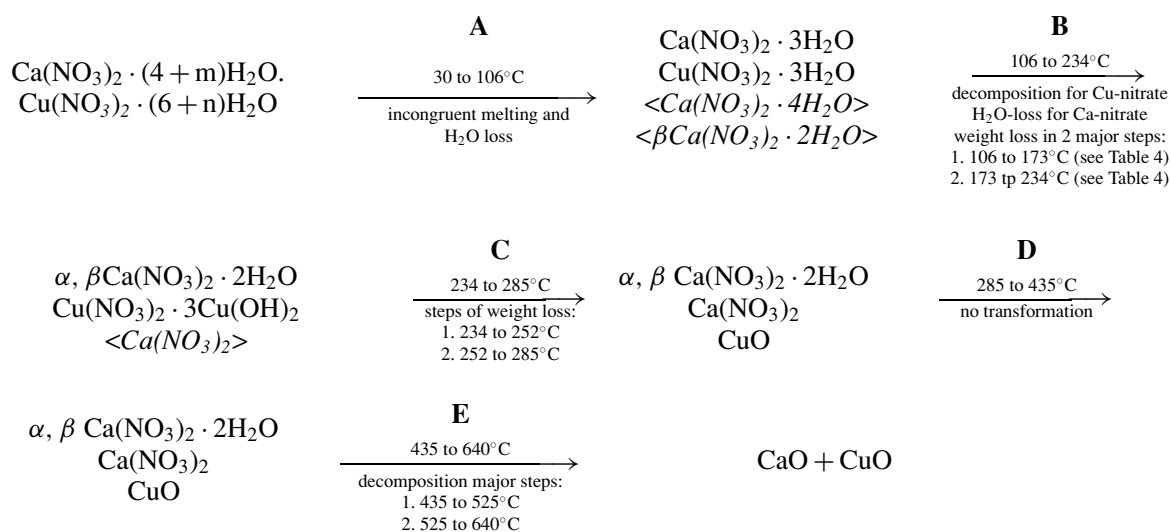 A
Ca(NO₃)₂ · (4 + m)H₂O.
Cu(NO₃)₂ · (6 + n)H₂O
30 to 106°C
incongruent melting and
H₂O loss
Ca(NO₃)₂ · 3H₂O
Cu(NO₃)₂ · 3H₂O
<Ca(NO₃)₂ · 4H₂O>
<βCa(NO₃)₂ · 2H₂O>
B
106 to 234°C
decomposition for Cu-nitrate
H₂O-loss for Ca-nitrate
weight loss in 2 major steps:
1. 106 to 173°C (see Table 4)
2. 173 tp 234°C (see Table 4)
α, βCa(NO₃)₂ · 2H₂O
Cu(NO₃)₂ · 3Cu(OH)₂
<Ca(NO₃)₂>
C
234 to 285°C
steps of weight loss:
1. 234 to 252°C
2. 252 to 285°C
α, β Ca(NO₃)₂ · 2H₂O
Ca(NO₃)₂
CuO
D
285 to 435°C
no transformation
α, β Ca(NO₃)₂ · 2H₂O
Ca(NO₃)₂
CuO
E
435 to 640°C
decomposition major steps:
1. 435 to 525°C
2. 525 to 640°C
CaO + CuO